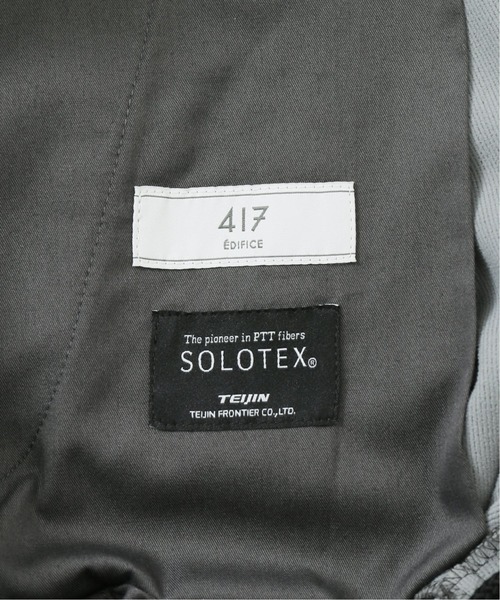 417
ÉDIFICE
The pioneer in PTT fibers
SOLOTEX®
TEIJIN
TEIJIN FRONTIER CO.,LTD.